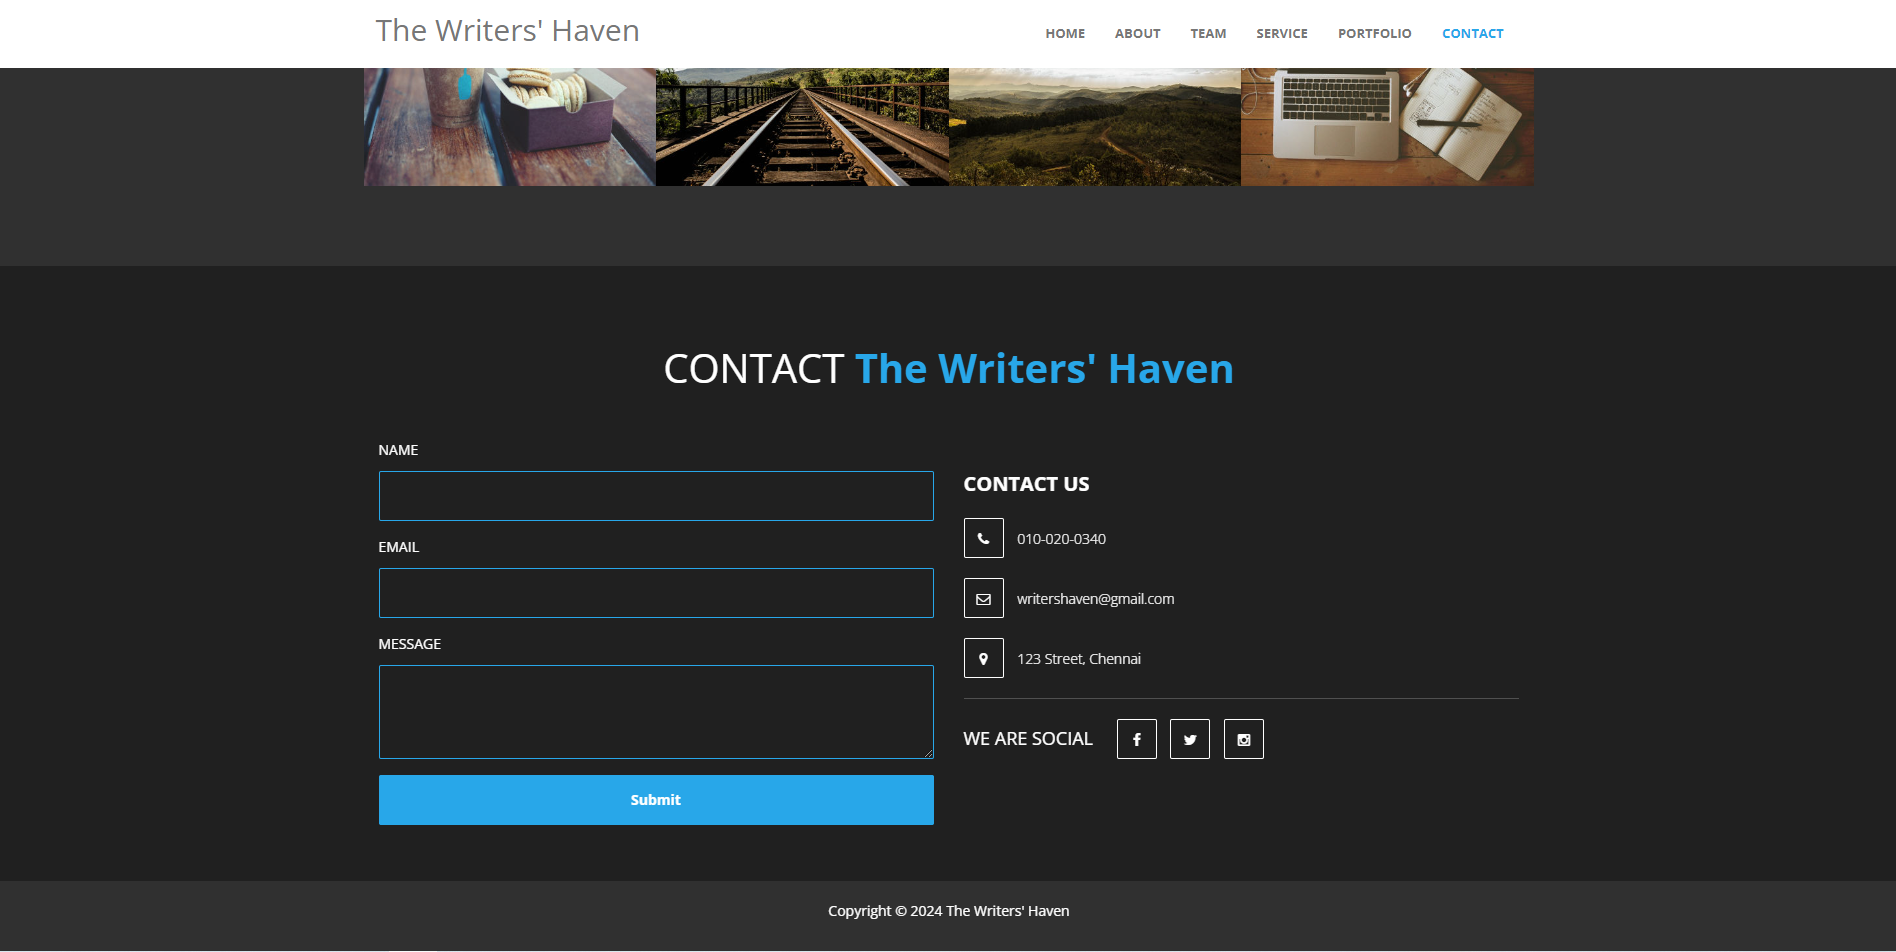 The Writers' Haven
HOME ABOUT TEAM SERVICE PORTFOLIO CONTACT
CONTACT The Writers' Haven
NAME
EMAIL
MESSAGE
Submit
CONTACT US
010-020-0340
writershaven@gmail.com
123 Street, Chennai
WE ARE SOCIAL
Copyright © 2024 The Writers' Haven